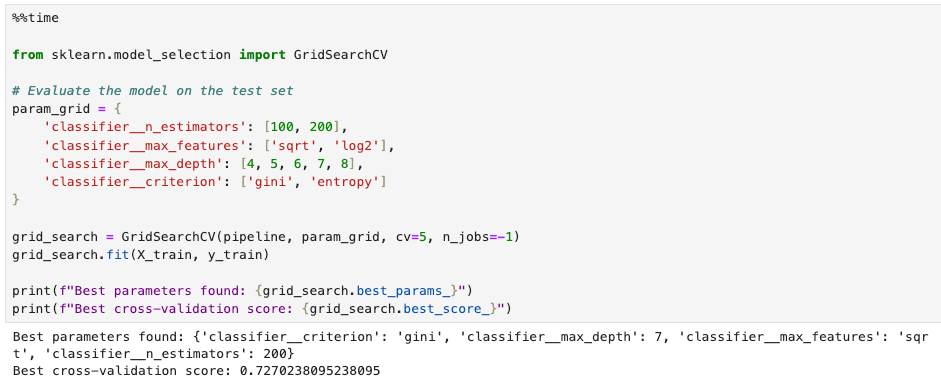 %%time
from sklearn.model_selection import GridSearchCV
# Evaluate the model on the test set
param_grid = {
    'classifier__n_estimators': [100, 200],
    'classifier__max_features': ['sqrt', 'log2'],
    'classifier__max_depth': [4, 5, 6, 7, 8],
    'classifier__criterion': ['gini', 'entropy']
}
grid_search = GridSearchCV(pipeline, param_grid, cv=5, n_jobs=-1)
grid_search.fit(X_train, y_train)
print(f"Best parameters found: {grid_search.best_params_}")
print(f"Best cross-validation score: {grid_search.best_score_}")
Best parameters found: {'classifier__criterion': 'gini', 'classifier__max_depth': 7, 'classifier__max_features': 'sqr
t', 'classifier__n_estimators': 200}
Best cross-validation score: 0.7270238095238095